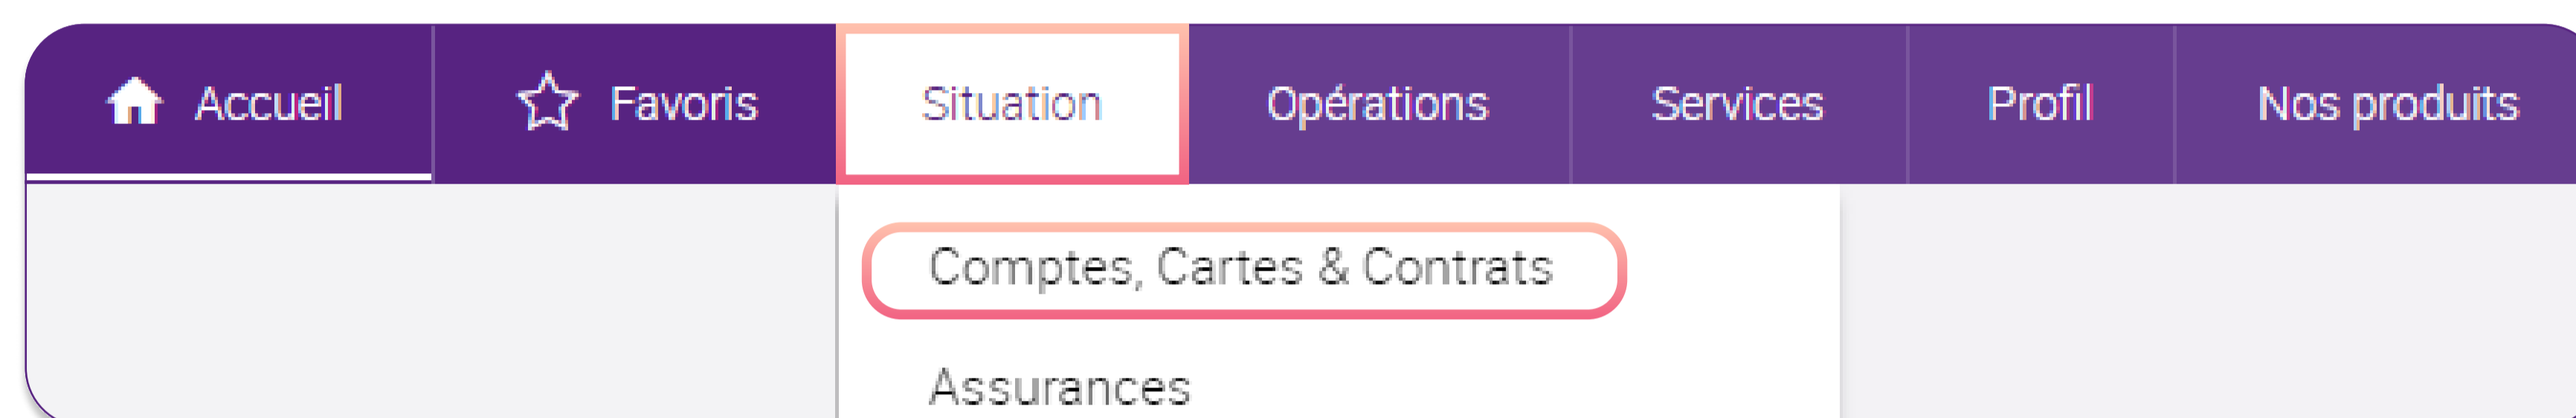 Accueil Favoris Situation Opérations Services Profil Nos produits
Comptes, Cartes & Contrats
Assurances